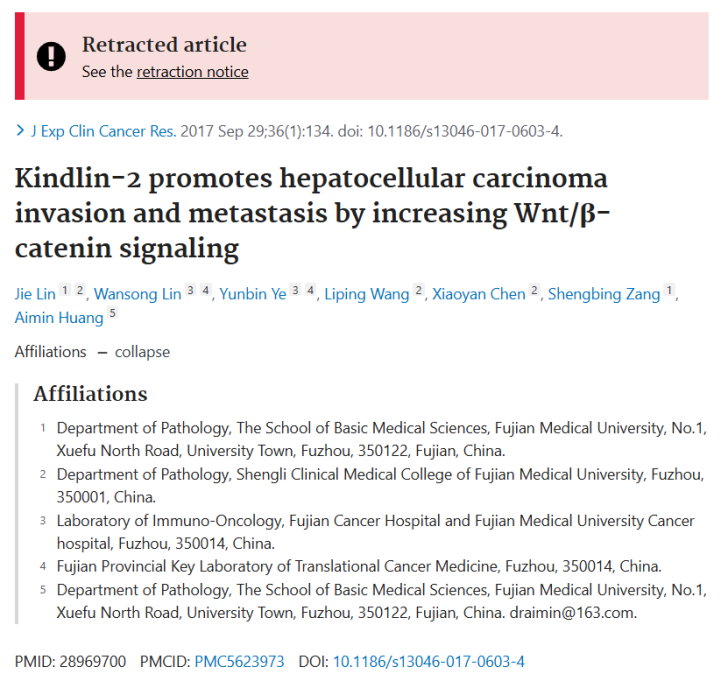 Retracted article
See the retraction notice
> J Exp Clin Cancer Res. 2017 Sep 29;36(1):134. doi: 10.1186/s13046-017-0603-4.
Kindlin-2 promotes hepatocellular carcinoma
invasion and metastasis by increasing Wnt/β-
catenin signaling
Jie Lin 1 2, Wansong Lin 3 4, Yunbin Ye 3 4, Liping Wang 2, Xiaoyan Chen 2, Shengbing Zang 1,
Aimin Huang 5
Affiliations − collapse
Affiliations
1 Department of Pathology, The School of Basic Medical Sciences, Fujian Medical University, No.1,
Xuefu North Road, University Town, Fuzhou, 350122, Fujian, China.
2 Department of Pathology, Shengli Clinical Medical College of Fujian Medical University, Fuzhou,
350001, China.
3 Laboratory of Immuno-Oncology, Fujian Cancer Hospital and Fujian Medical University Cancer
hospital, Fuzhou, 350014, China.
4 Fujian Provincial Key Laboratory of Translational Cancer Medicine, Fuzhou, 350014, China.
5 Department of Pathology, The School of Basic Medical Sciences, Fujian Medical University, No.1,
Xuefu North Road, University Town, Fuzhou, 350122, Fujian, China. draimin@163.com.
PMID: 28969700 PMCID: PMC5623973 DOI: 10.1186/s13046-017-0603-4